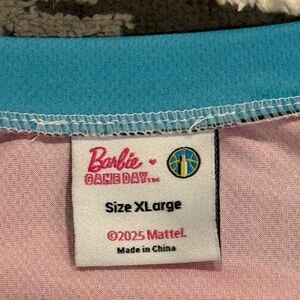 Barbie
GAME DAY™
Size XLarge
©2025 Mattel.
Made in China